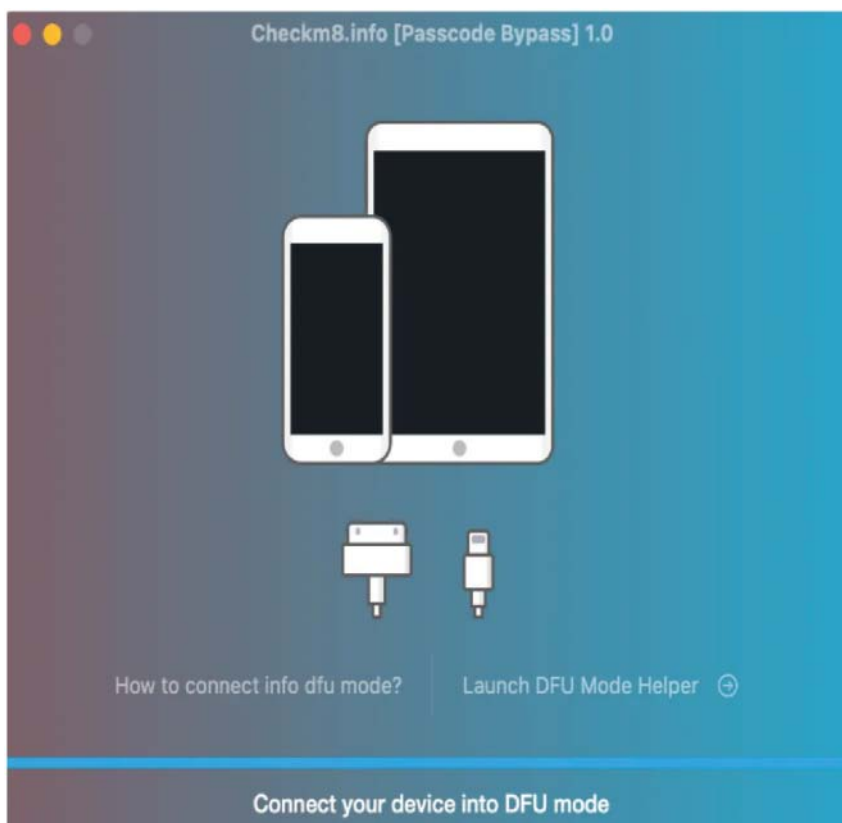 Checkm8.info [Passcode Bypass] 1.0
How to connect info dfu mode?
Launch DFU Mode Helper
Connect your device into DFU mode